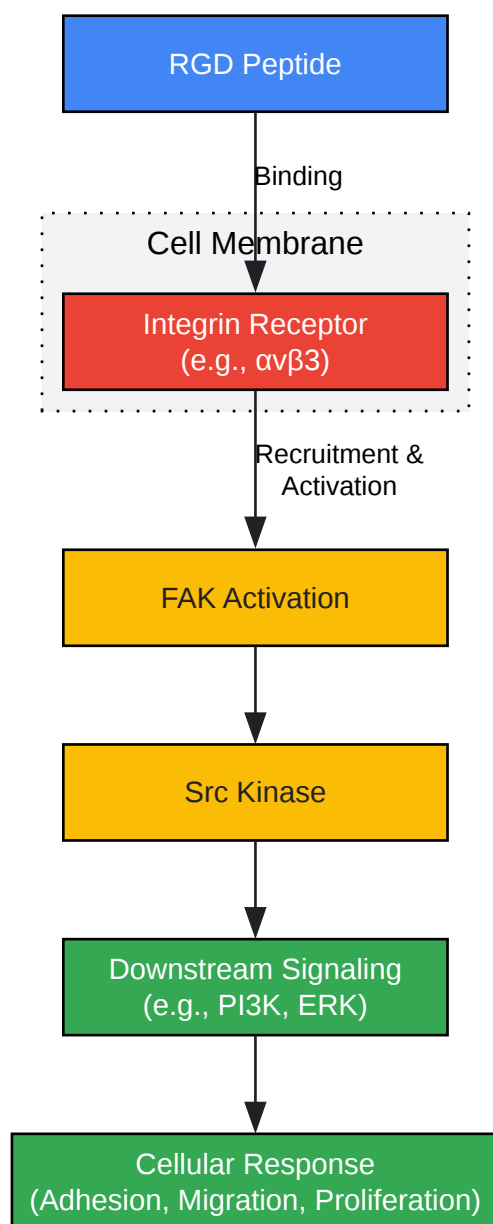 RGD Peptide
Binding
Cell Membrane
Integrin Receptor
(e.g., αvβ3)
Recruitment &
Activation
FAK Activation
Src Kinase
Downstream Signaling
(e.g., PI3K, ERK)
Cellular Response
(Adhesion, Migration, Proliferation)